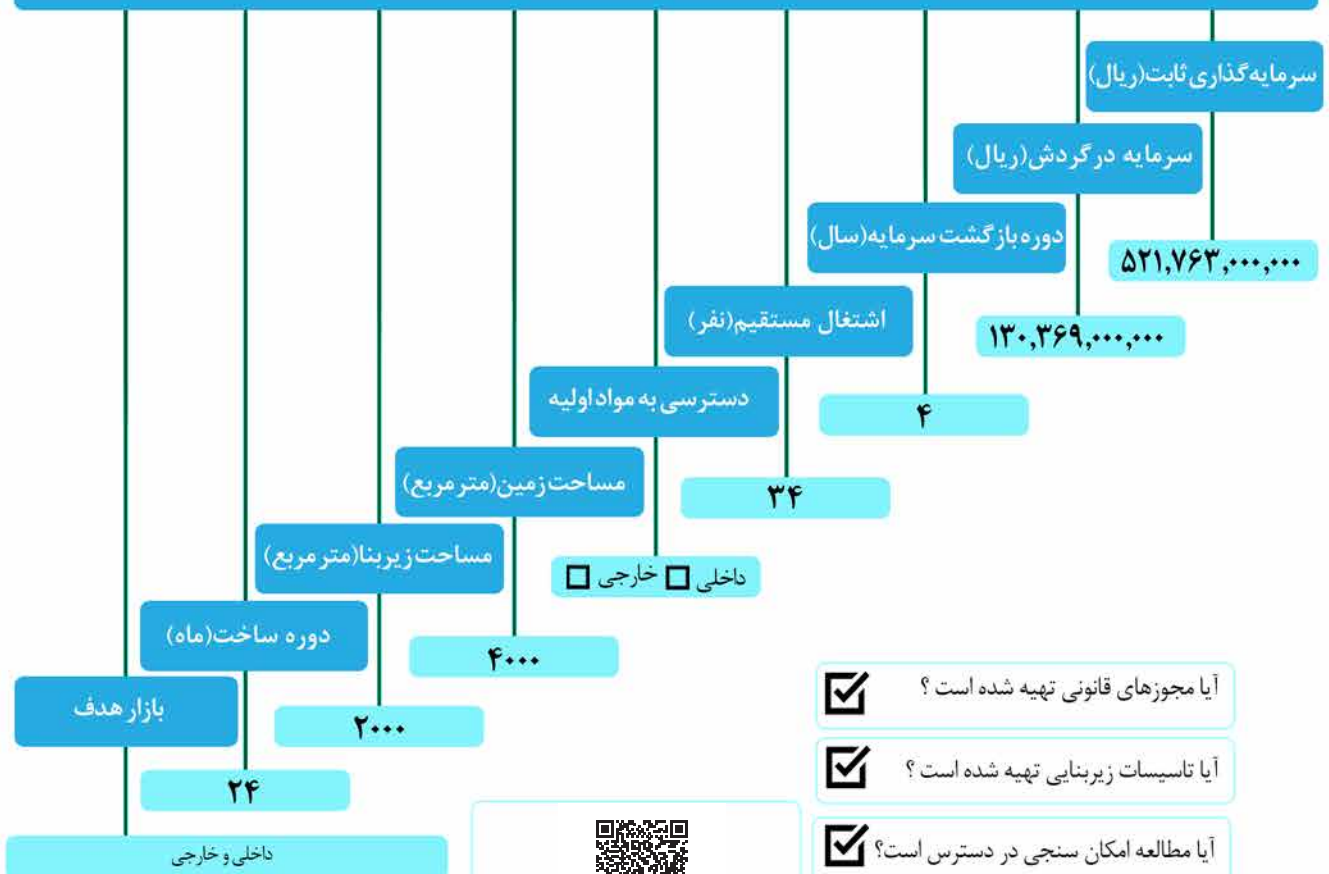 سرمایه‌گذاری ثابت(ریال)
۵۲۱,۷۶۳,۰۰۰,۰۰۰
سرمایه در گردش(ریال)
۱۳۰,۳۶۹,۰۰۰,۰۰۰
دوره بازگشت سرمایه(سال)
۴
اشتغال مستقیم(نفر)
۳۴
دسترسی به مواد اولیه
داخلی □ خارجی □
مساحت زمین(متر مربع)
۴۰۰۰
مساحت زیربنا(متر مربع)
۲۰۰۰
دوره ساخت(ماه)
۲۴
بازار هدف
داخلی و خارجی
آیا مجوزهای قانونی تهیه شده است ؟
آیا تاسیسات زیربنایی تهیه شده است ؟
آیا مطالعه امکان سنجی در دسترس است؟